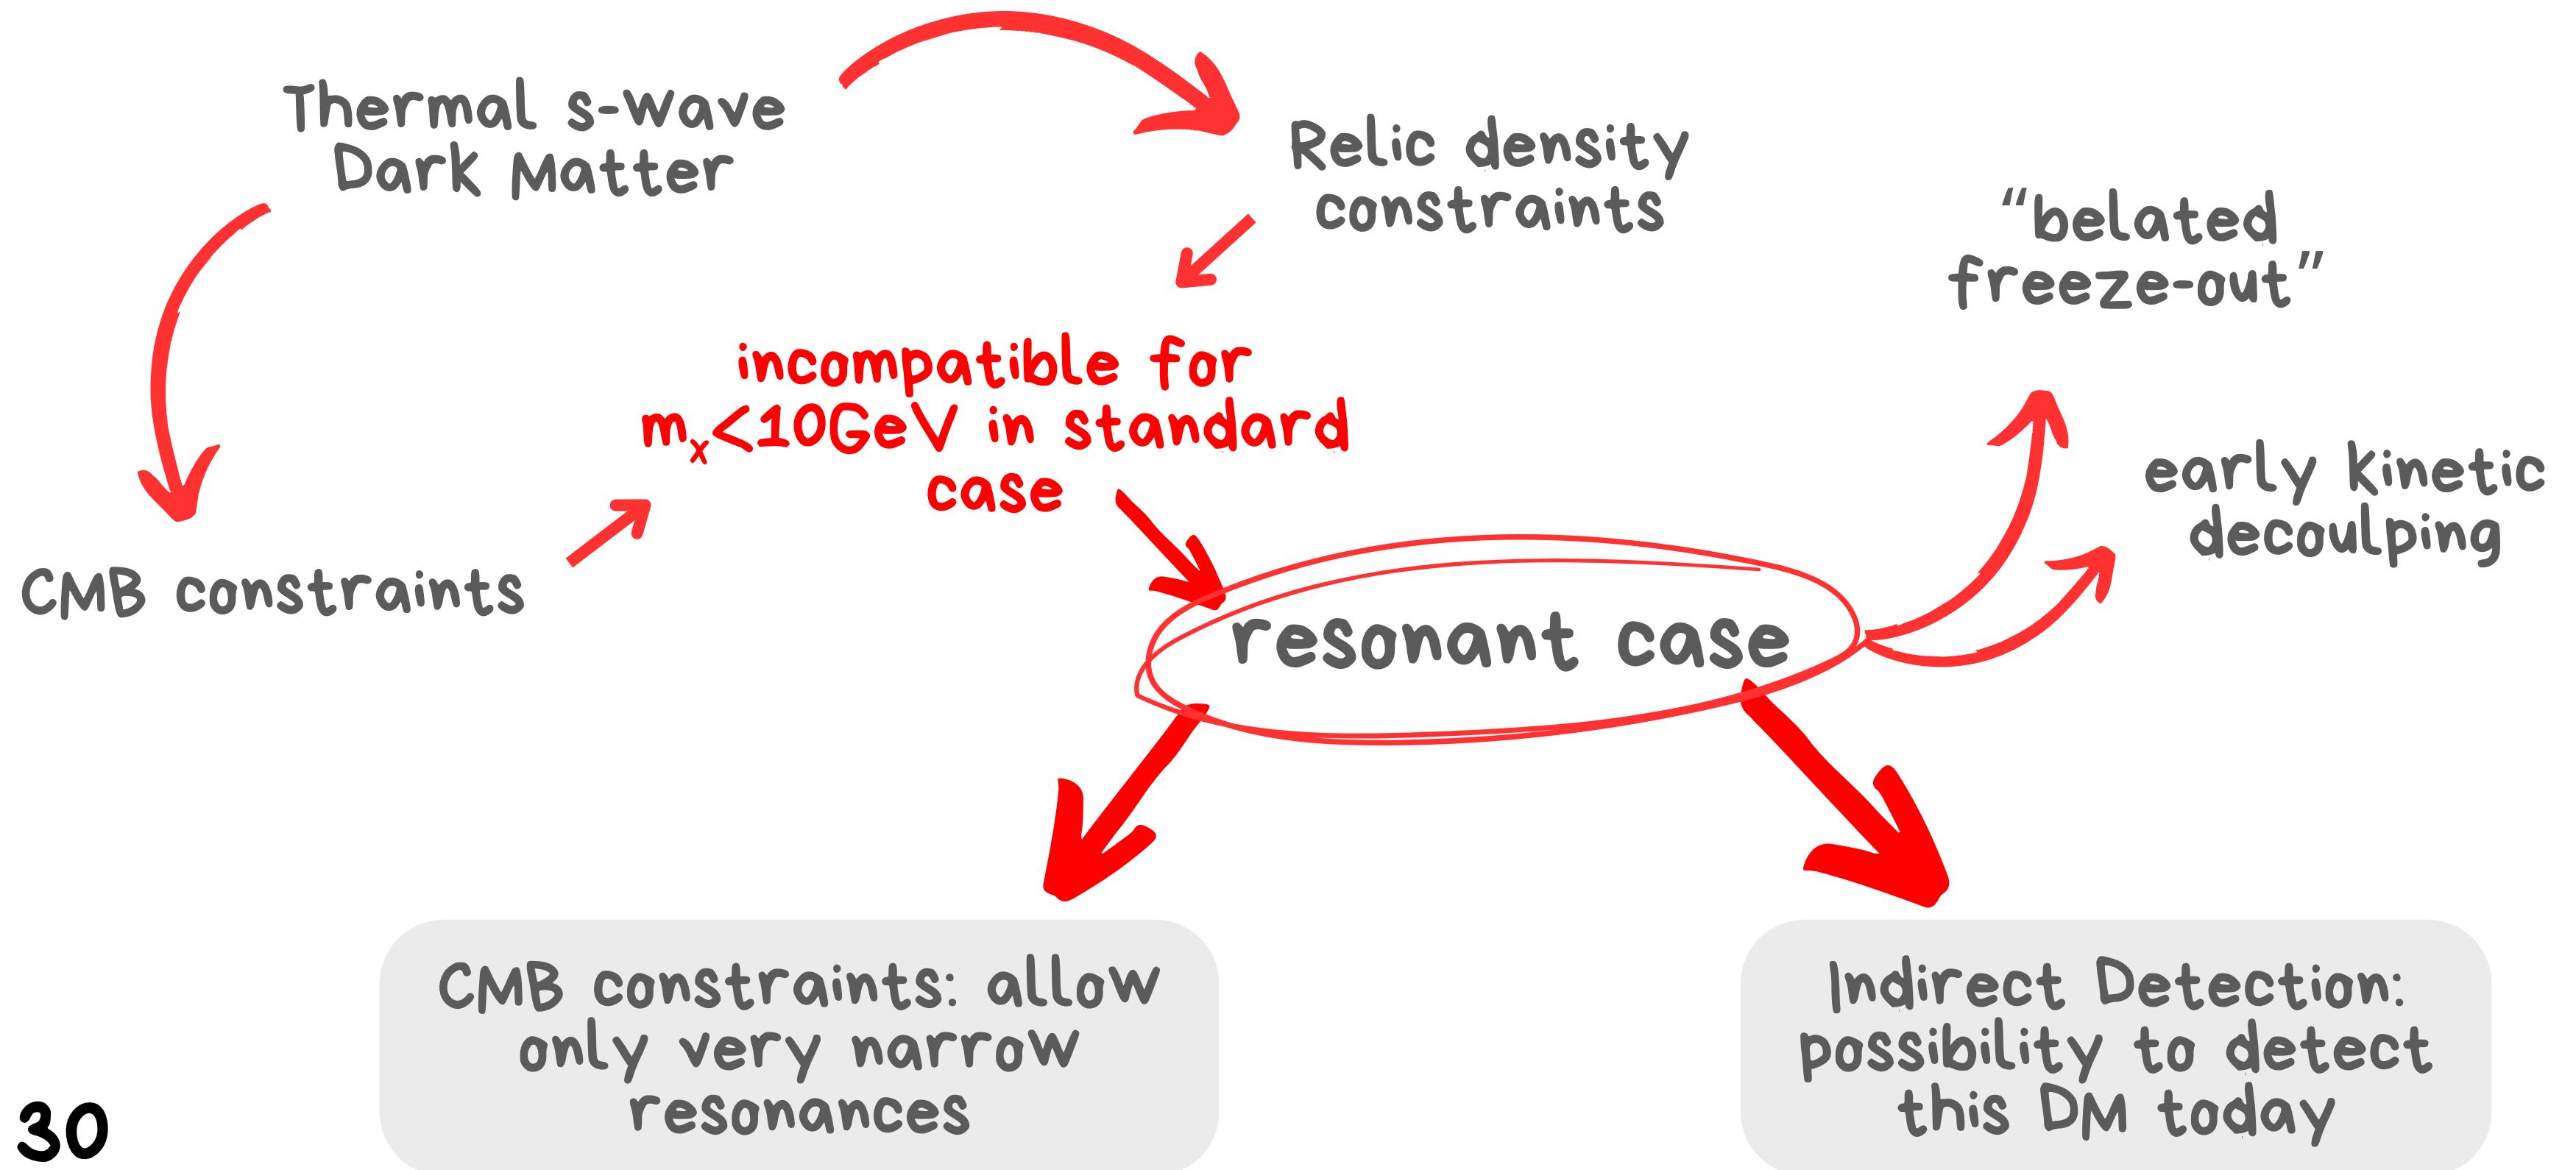 Thermal s-wave
Dark Matter
Relic density
constraints
"belated
freeze-out"
incompatible for
mₓ<10GeV in standard
case
early kinetic
decoulping
CMB constraints
resonant case
CMB constraints: allow
only very narrow
resonances
Indirect Detection:
possibility to detect
this DM today
30